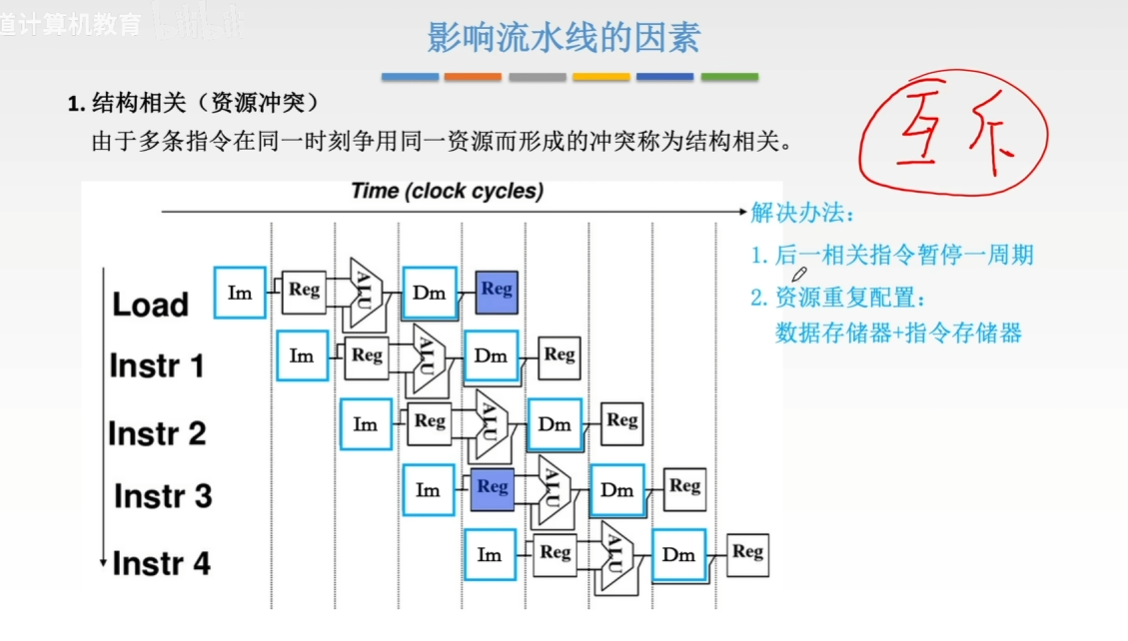 道计算机教育
影响流水线的因素
1. 结构相关（资源冲突）
由于多条指令在同一时刻争用同一资源而形成的冲突称为结构相关。
互斥
Time (clock cycles)
解决办法：
1. 后一相关指令暂停一周期
2. 资源重复配置：
数据存储器+指令存储器
Load Im Reg ALU Dm Reg
Instr 1 Im Reg ALU Dm Reg
Instr 2 Im Reg ALU Dm Reg
Instr 3 Im Reg ALU Dm Reg
Instr 4 Im Reg ALU Dm Reg